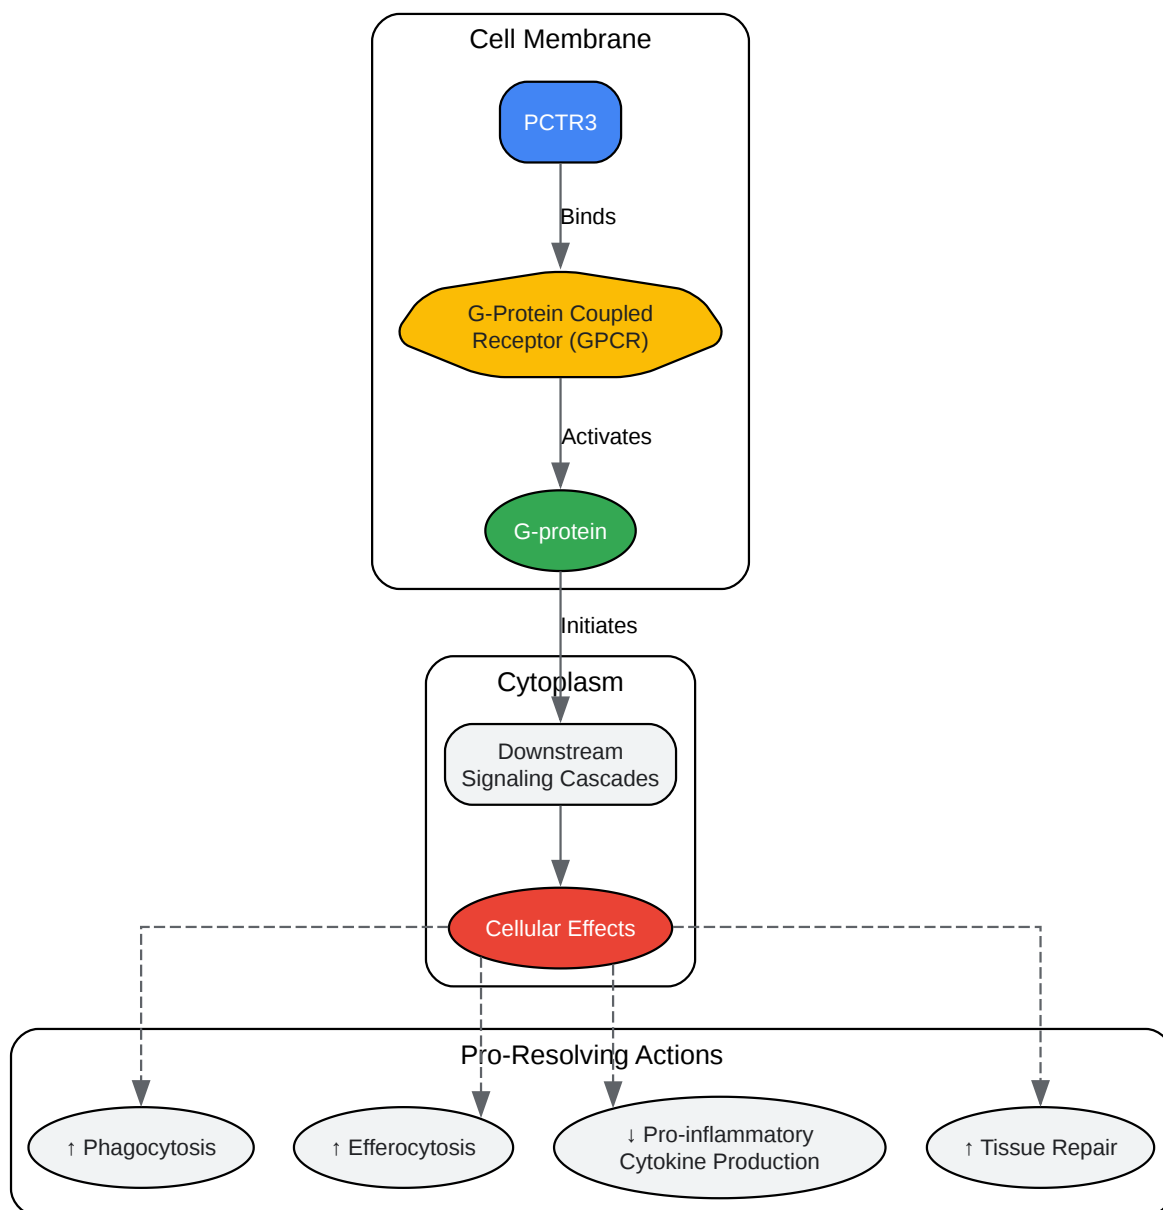 Cell Membrane
PCTR3
Binds
G-Protein Coupled
Receptor (GPCR)
Activates
G-protein
Initiates
Cytoplasm
Downstream
Signaling Cascades
Cellular Effects
Pro-Resolving Actions
↑ Phagocytosis
↑ Efferocytosis
↓ Pro-inflammatory
Cytokine Production
↑ Tissue Repair